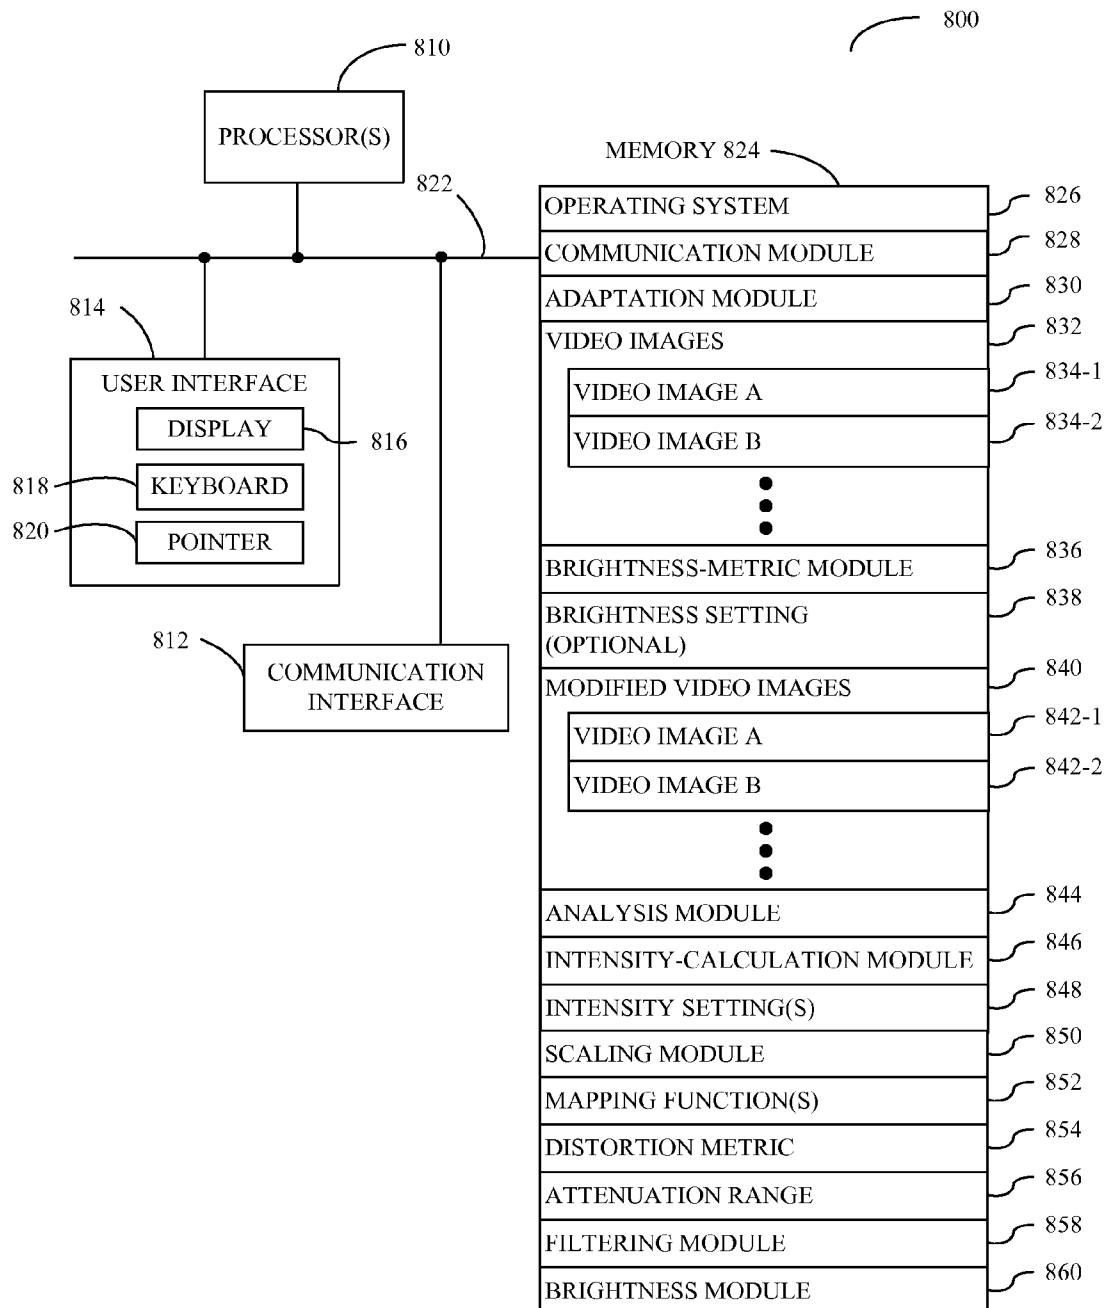 800
810
PROCESSOR(S)
MEMORY 824
822
OPERATING SYSTEM
826
COMMUNICATION MODULE
828
ADAPTATION MODULE
830
814
VIDEO IMAGES
832
USER INTERFACE
VIDEO IMAGE A
834-1
DISPLAY
816
VIDEO IMAGE B
834-2
818
KEYBOARD
820
POINTER
BRIGHTNESS-METRIC MODULE
836
BRIGHTNESS SETTING
(OPTIONAL)
838
812
COMMUNICATION
INTERFACE
MODIFIED VIDEO IMAGES
840
VIDEO IMAGE A
842-1
VIDEO IMAGE B
842-2
ANALYSIS MODULE
844
INTENSITY-CALCULATION MODULE
846
INTENSITY SETTING(S)
848
SCALING MODULE
850
MAPPING FUNCTION(S)
852
DISTORTION METRIC
854
ATTENUATION RANGE
856
FILTERING MODULE
858
BRIGHTNESS MODULE
860